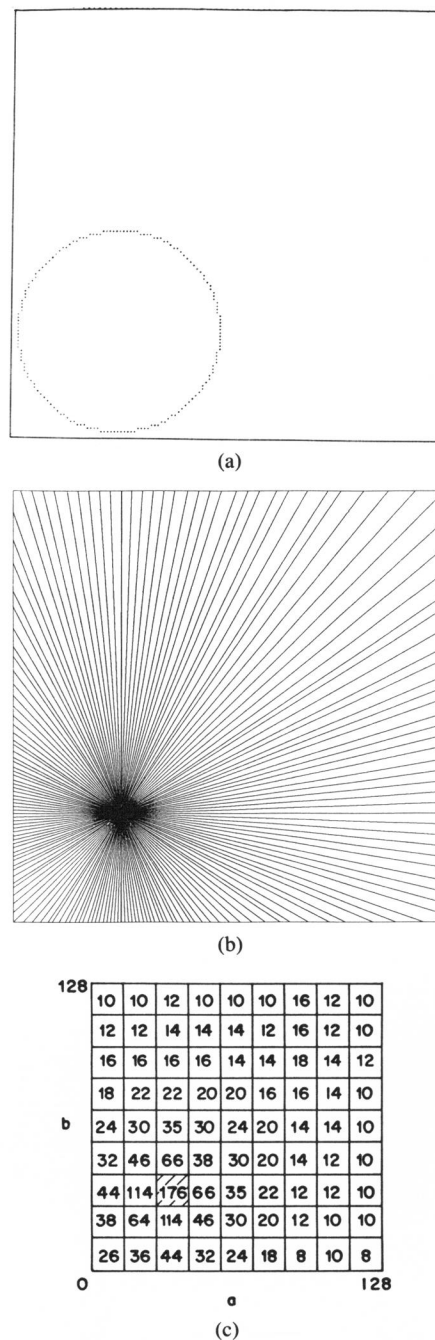 (a)
(b)
128
10 10 12 10 10 10 16 12 10
12 12 14 14 14 12 16 12 10
16 16 16 16 14 14 18 14 12
18 22 22 20 20 16 16 14 10
b
24 30 35 30 24 20 14 14 10
32 46 66 38 30 20 14 12 10
44 114 176 66 35 22 12 12 10
38 64 114 46 30 20 12 10 10
26 36 44 32 24 18 8 10 8
0 128
a
(c)